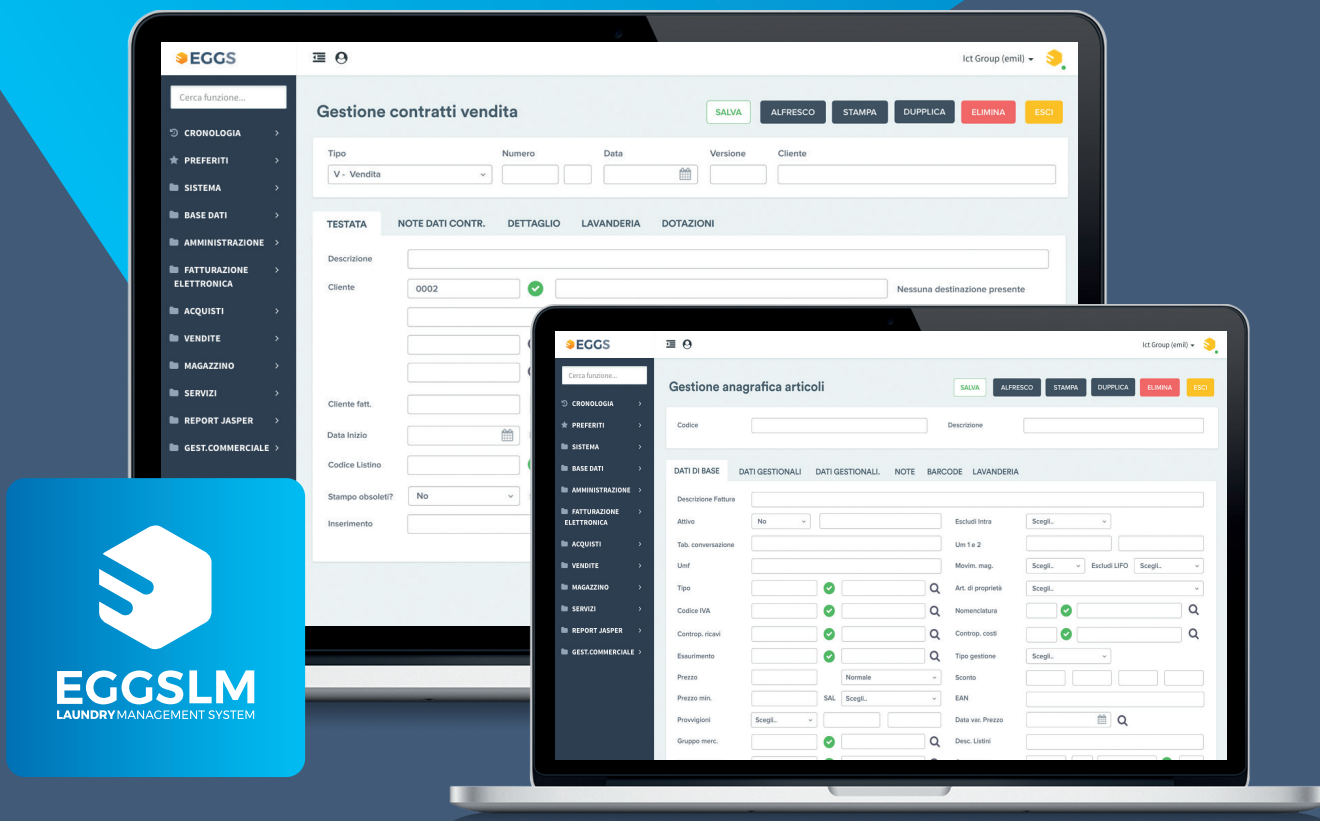 EGGS
Ict Group (emil)
Cerca funzione...
CRONOLOGIA
PREFERITI
SISTEMA
BASE DATI
AMMINISTRAZIONE
FATTURAZIONE
ELETTRONICA
ACQUISTI
VENDITE
MAGAZZINO
SERVIZI
REPORT JASPER
GEST.COMMERCIALE
Gestione contratti vendita
SALVA ALFRESCO STAMPA DUPPLICA ELIMINA ESCI
Tipo Numero Data Versione Cliente
V - Vendita
TESTATA NOTE DATI CONTR. DETTAGLIO LAVANDERIA DOTAZIONI
Descrizione
Cliente 0002 Nessuna destinazione presente
Cliente fatt.
Data Inizio
Codice Listino
Stampo obsoleti? No
Inserimento
EGGS
Ict Group (emil)
Cerca funzione...
CRONOLOGIA
PREFERITI
SISTEMA
BASE DATI
AMMINISTRAZIONE
FATTURAZIONE
ELETTRONICA
ACQUISTI
VENDITE
MAGAZZINO
SERVIZI
REPORT JASPER
GEST.COMMERCIALE
Gestione anagrafica articoli
SALVA ALFRESCO STAMPA DUPPLICA ELIMINA ESCI
Codice Descrizione
DATI DI BASE DATI GESTIONALI DATI GESTIONALI. NOTE BARCODE LAVANDERIA
Descrizione Fattura
Attivo No Escludi Intra Scegli..
Tab. conversazione Um 1 e 2
Umf Movim. mag. Scegli.. Escludi LIFO Scegli..
Tipo Art. di proprietà Scegli..
Codice IVA Nomenclatura
Controp. ricavi Controp. costi
Esaurimento Tipo gestione Scegli..
Prezzo Normale Sconto
Prezzo min. SAL Scegli.. EAN
Provvigioni Scegli.. Data var. Prezzo
Gruppo merc. Desc. Listini
EGGSLM
LAUNDRY MANAGEMENT SYSTEM